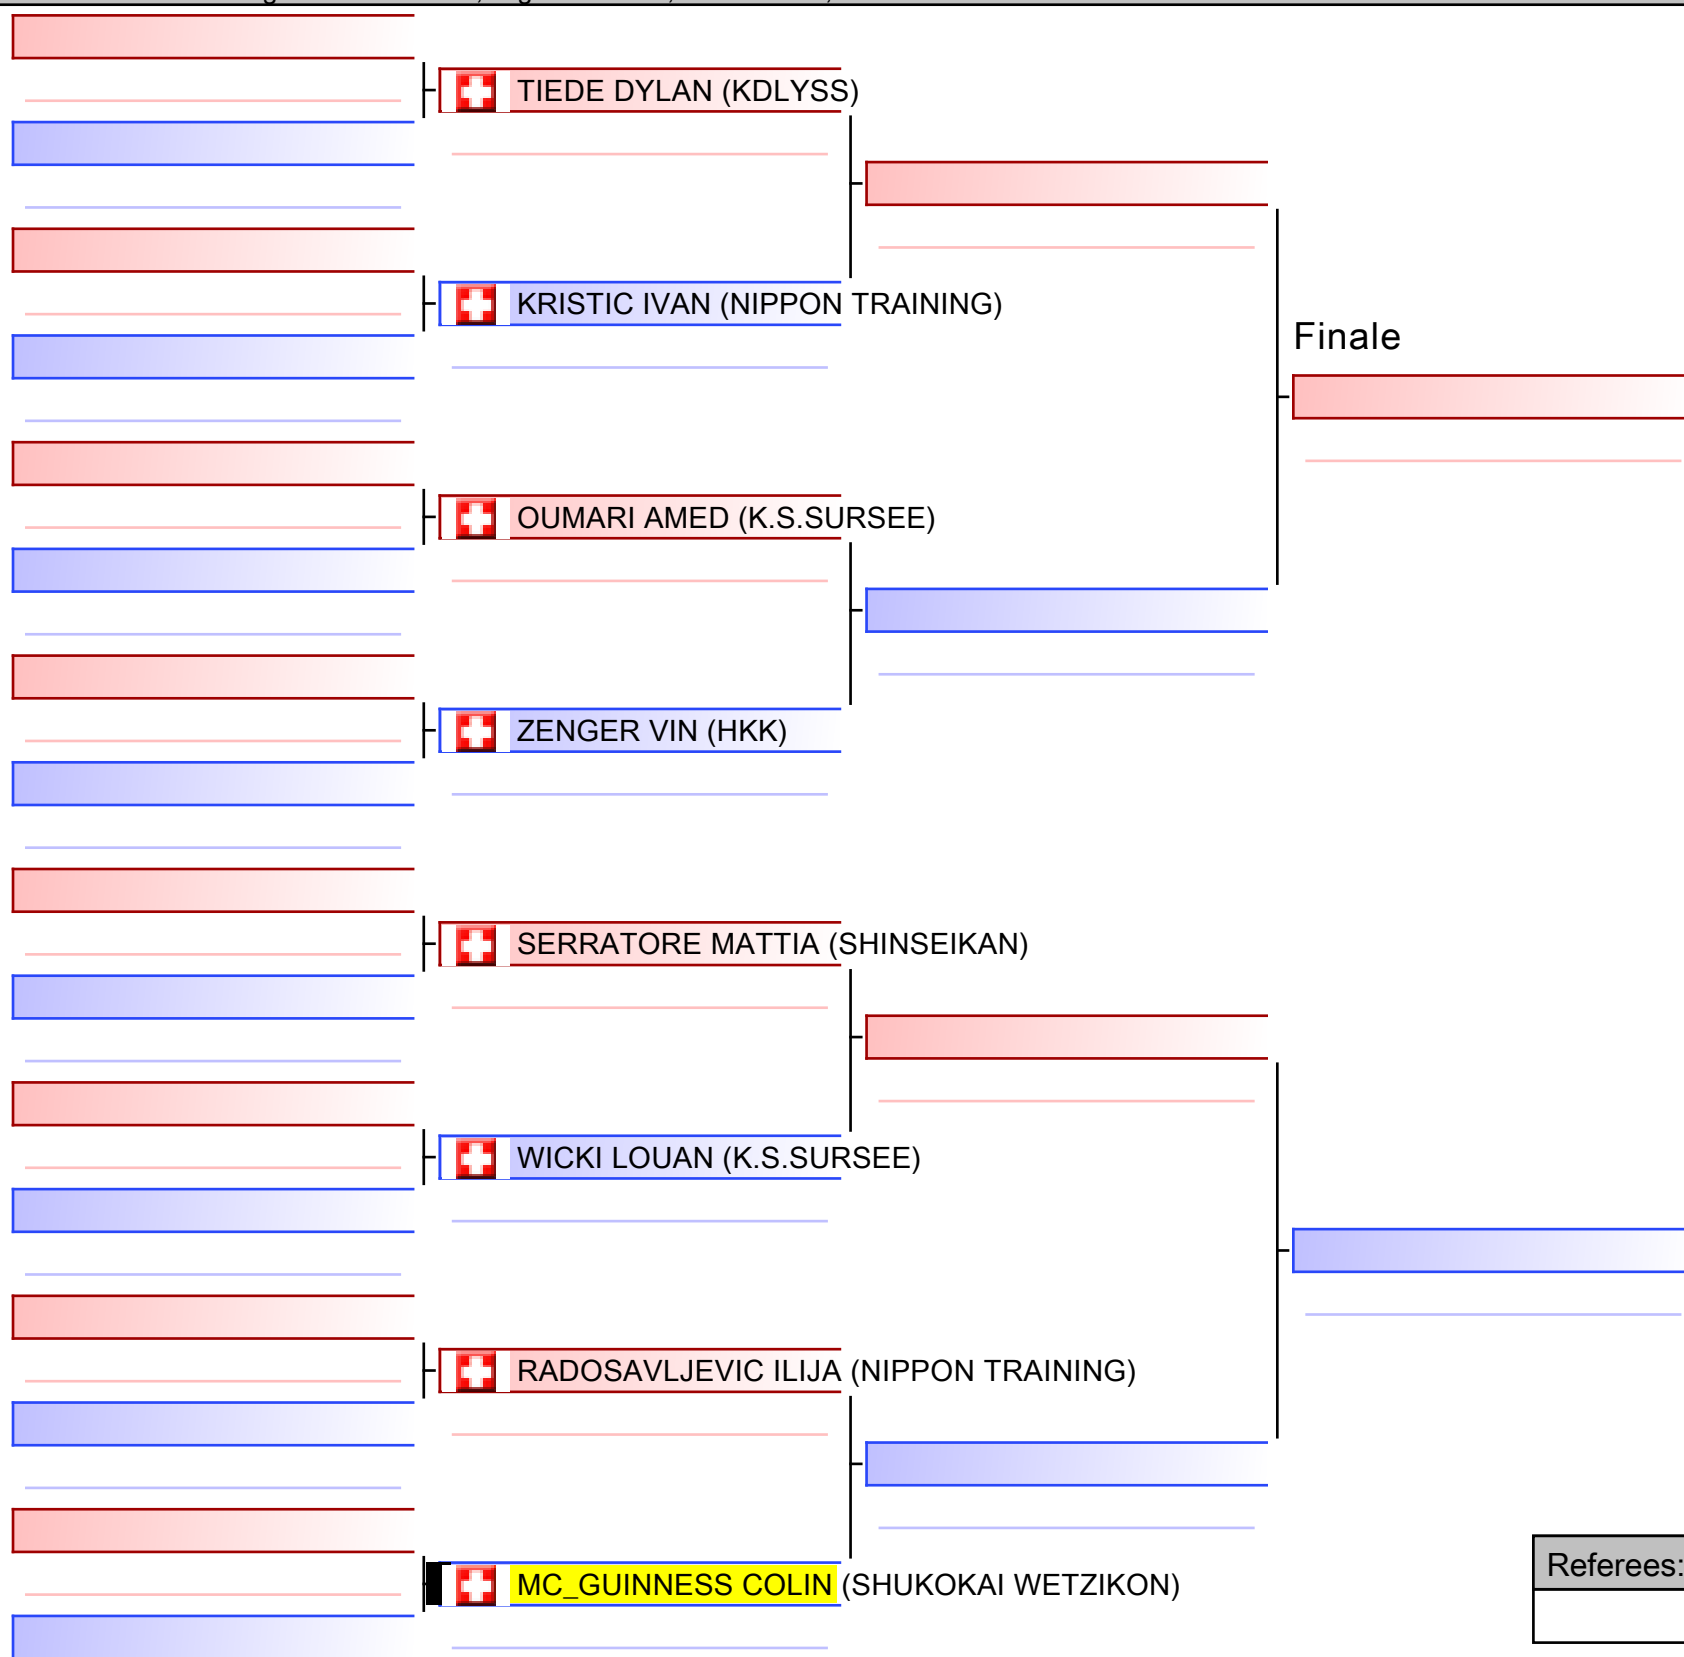 TIEDE DYLAN (KDLYSS)
KRISTIC IVAN (NIPPON TRAINING)
Finale
OUMARI AMED (K.S.SURSEE)
ZENGER VIN (HKK)
SERRATORE MATTIA (SHINSEIKAN)
WICKI LOUAN (K.S.SURSEE)
RADOSAVLJEVIC ILIJA (NIPPON TRAINING)
Referees:
MC_GUINNESS COLIN (SHUKOKAI WETZIKON)